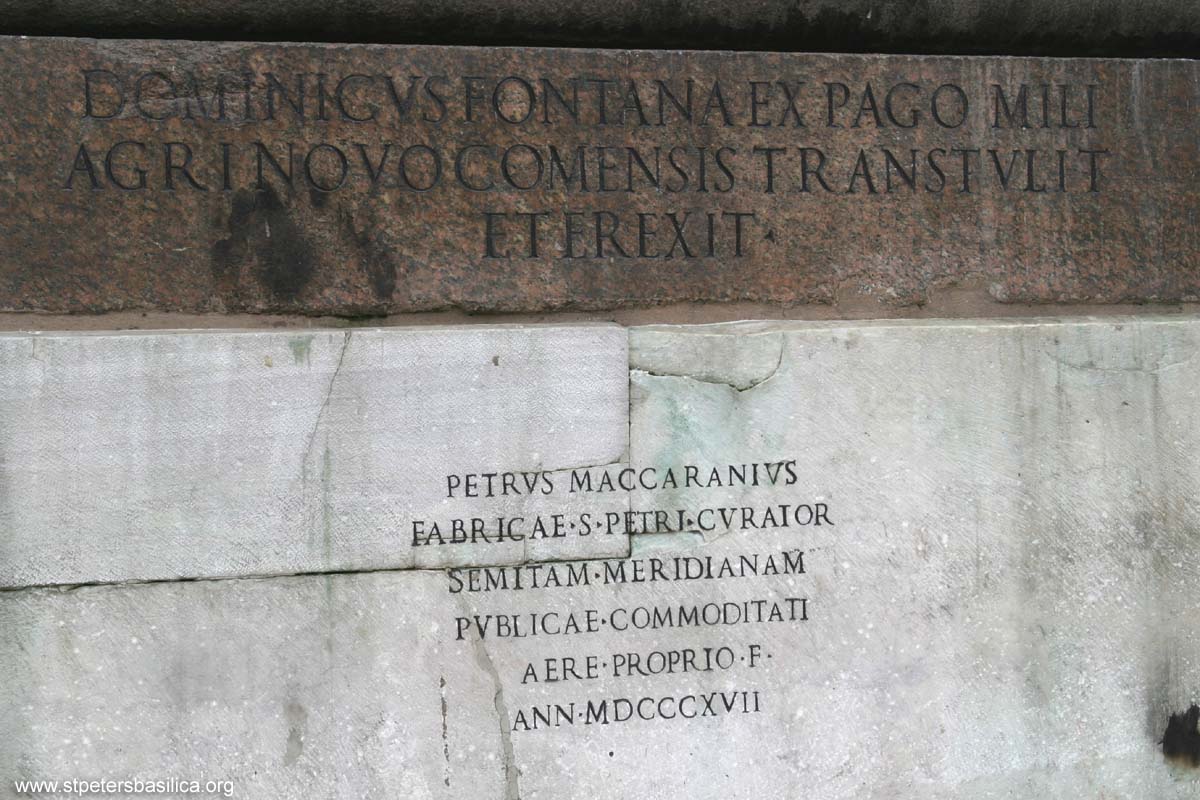 DOMINICVS FONTANA EX PAGO MILI
AGRI NOVOCOMENSIS TRANSTVLIT
ET EREXIT ·
PETRVS MACCARANIVS
FABRICAE · S · PETRI · CVRAIOR
SEMITAM · MERIDIANAM
PVBLICAE · COMMODITATI
AERE · PROPRIO · F ·
ANN · MDCCCXVII
www.stpetersbasilica.org